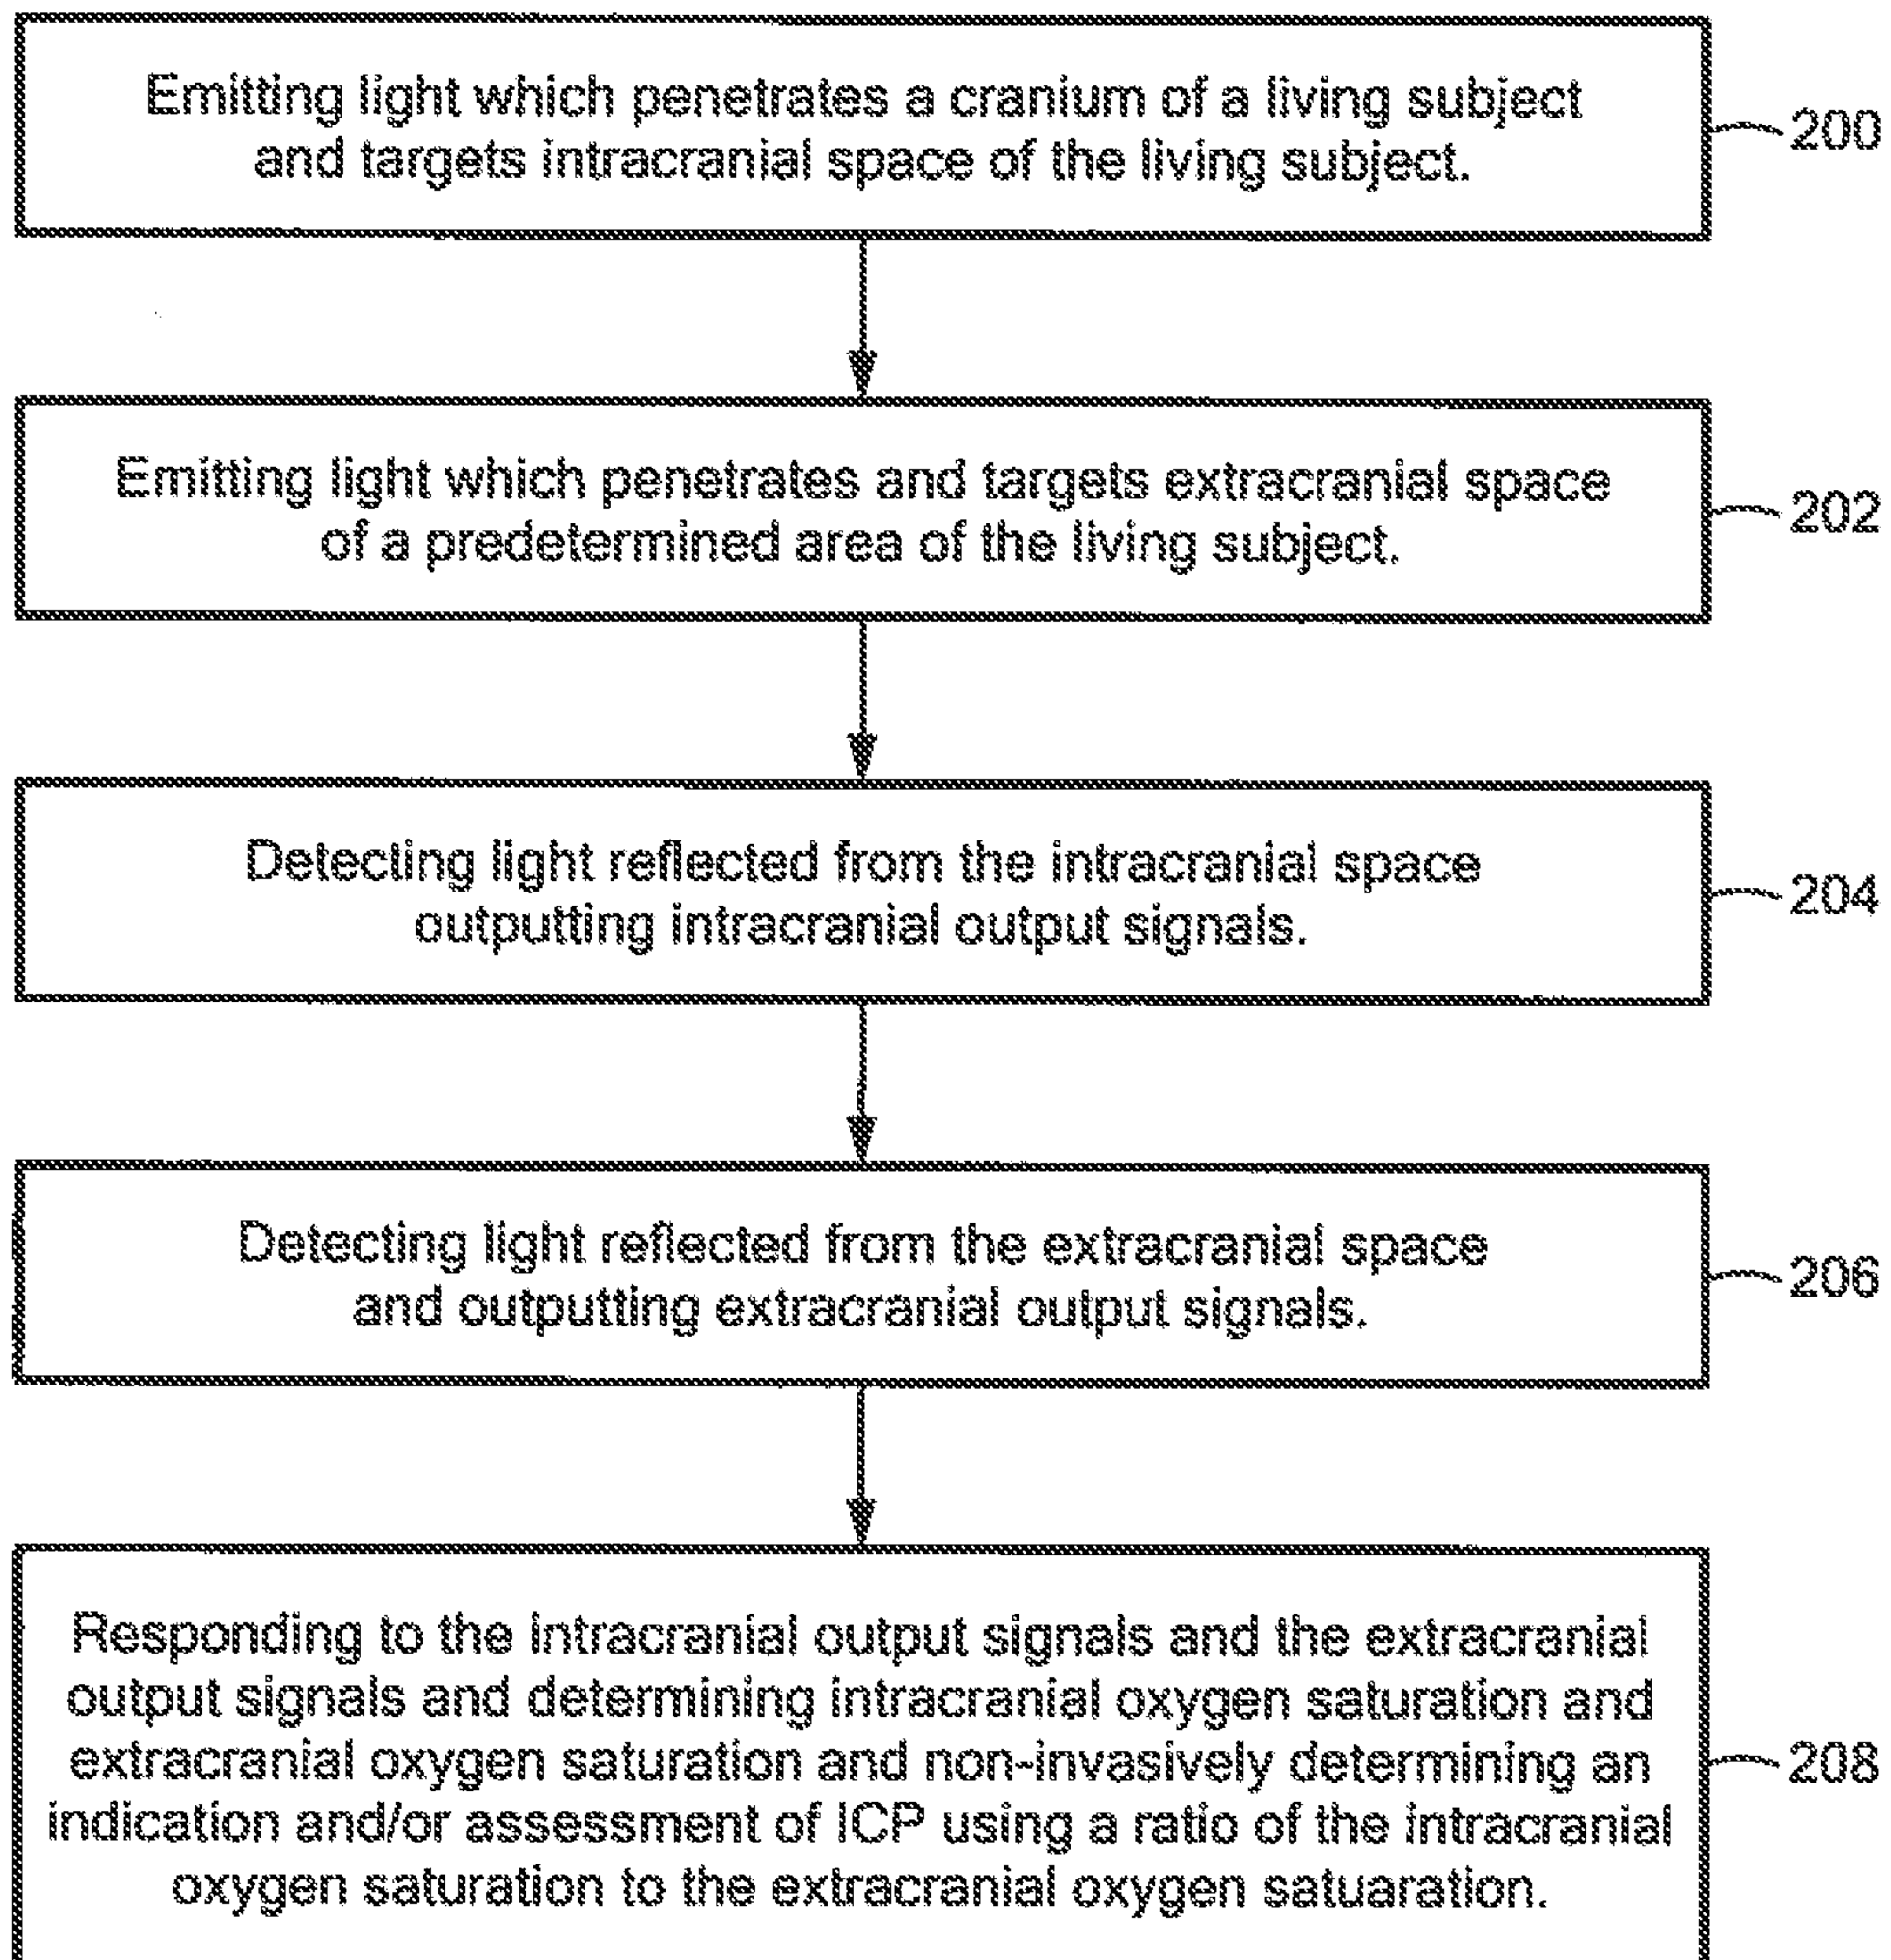 Emitting light which penetrates a cranium of a living subject
and targets intracranial space of the living subject.
200
Emitting light which penetrates and targets extracranial space
of a predetermined area of the living subject.
202
Detecting light reflected from the intracranial space
outputting intracranial output signals.
204
Detecting light reflected from the extracranial space
and outputting extracranial output signals.
206
Responding to the intracranial output signals and the extracranial
output signals and determining intracranial oxygen saturation and
extracranial oxygen saturation and non-invasively determining an
indication and/or assessment of ICP using a ratio of the intracranial
oxygen saturation to the extracranial oxygen satuaration.
208